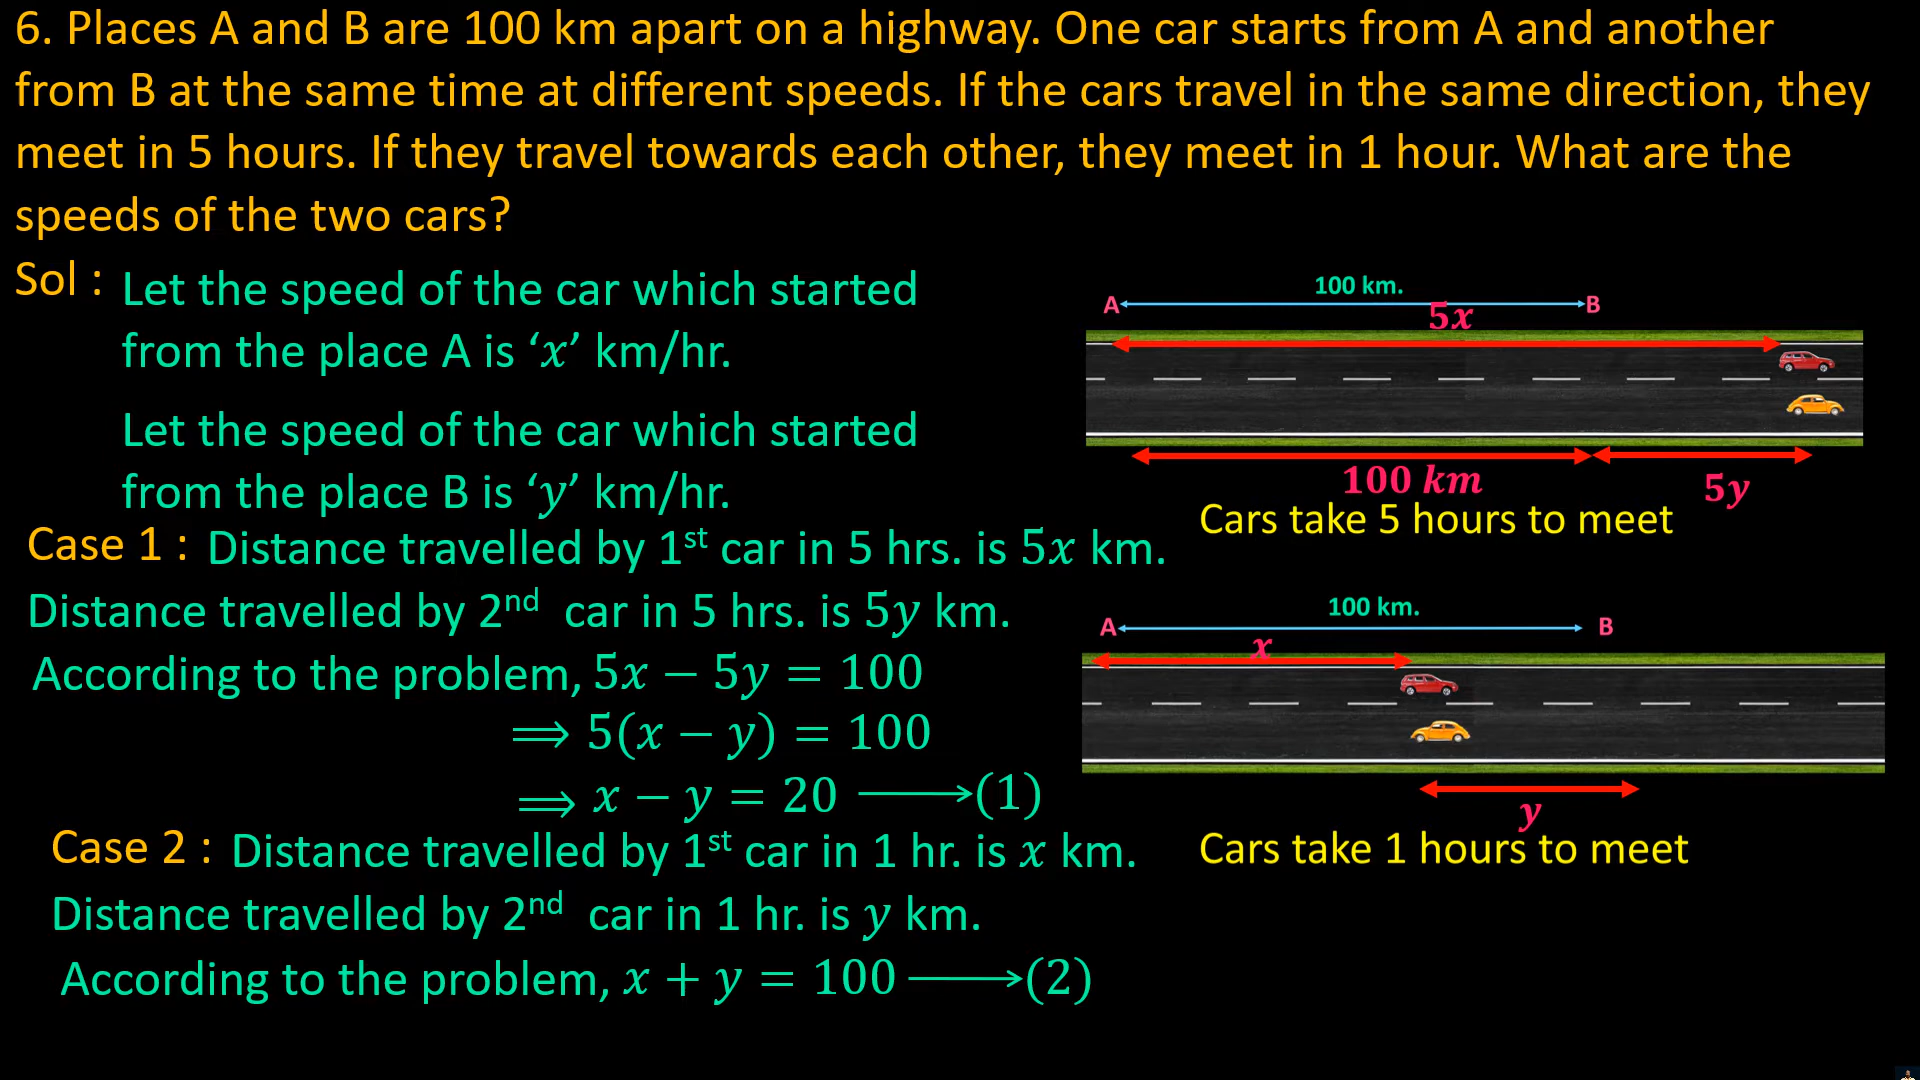 6. Places A and B are 100 km apart on a highway. One car starts from A and another
from B at the same time at different speeds. If the cars travel in the same direction, they
meet in 5 hours. If they travel towards each other, they meet in 1 hour. What are the
speeds of the two cars?
Sol :
Let the speed of the car which started
from the place A is ‘x’ km/hr.
Let the speed of the car which started
from the place B is ‘y’ km/hr.
Case 1 : Distance travelled by 1st car in 5 hrs. is 5x km.
Distance travelled by 2nd car in 5 hrs. is 5y km.
According to the problem, 5x − 5y = 100
⟹ 5(x − y) = 100
⟹ x − y = 20 ⟶(1)
Case 2 : Distance travelled by 1st car in 1 hr. is x km.
Distance travelled by 2nd car in 1 hr. is y km.
According to the problem, x + y = 100 ⟶(2)
100 km.
A B
5x
100 km 5y
Cars take 5 hours to meet
100 km.
A B
x
y
Cars take 1 hours to meet